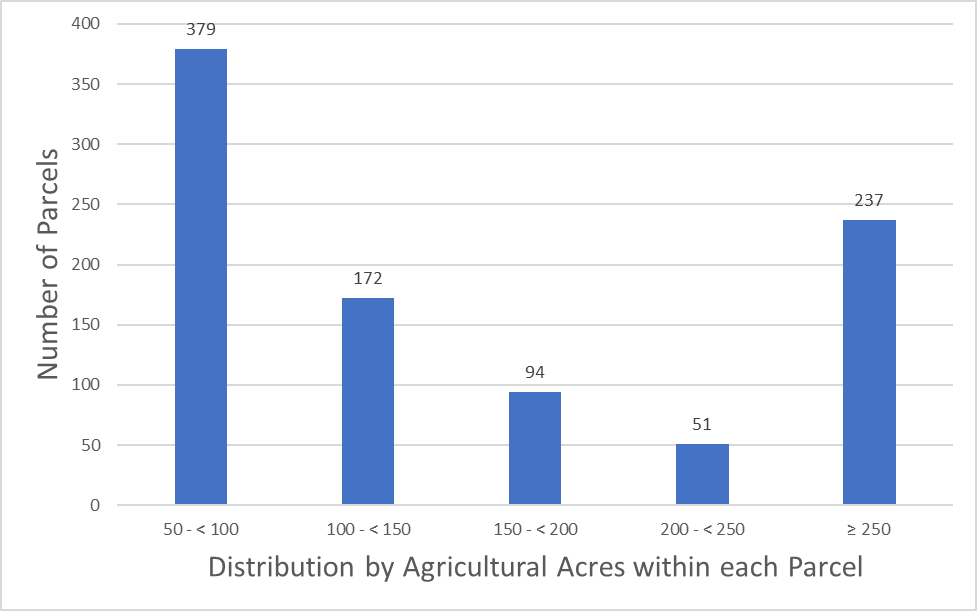 Number of Parcels
400
350
300
250
200
150
100
50
0
379
172
94
51
237
50 - < 100
100 - < 150
150 - < 200
200 - < 250
≥ 250
Distribution by Agricultural Acres within each Parcel